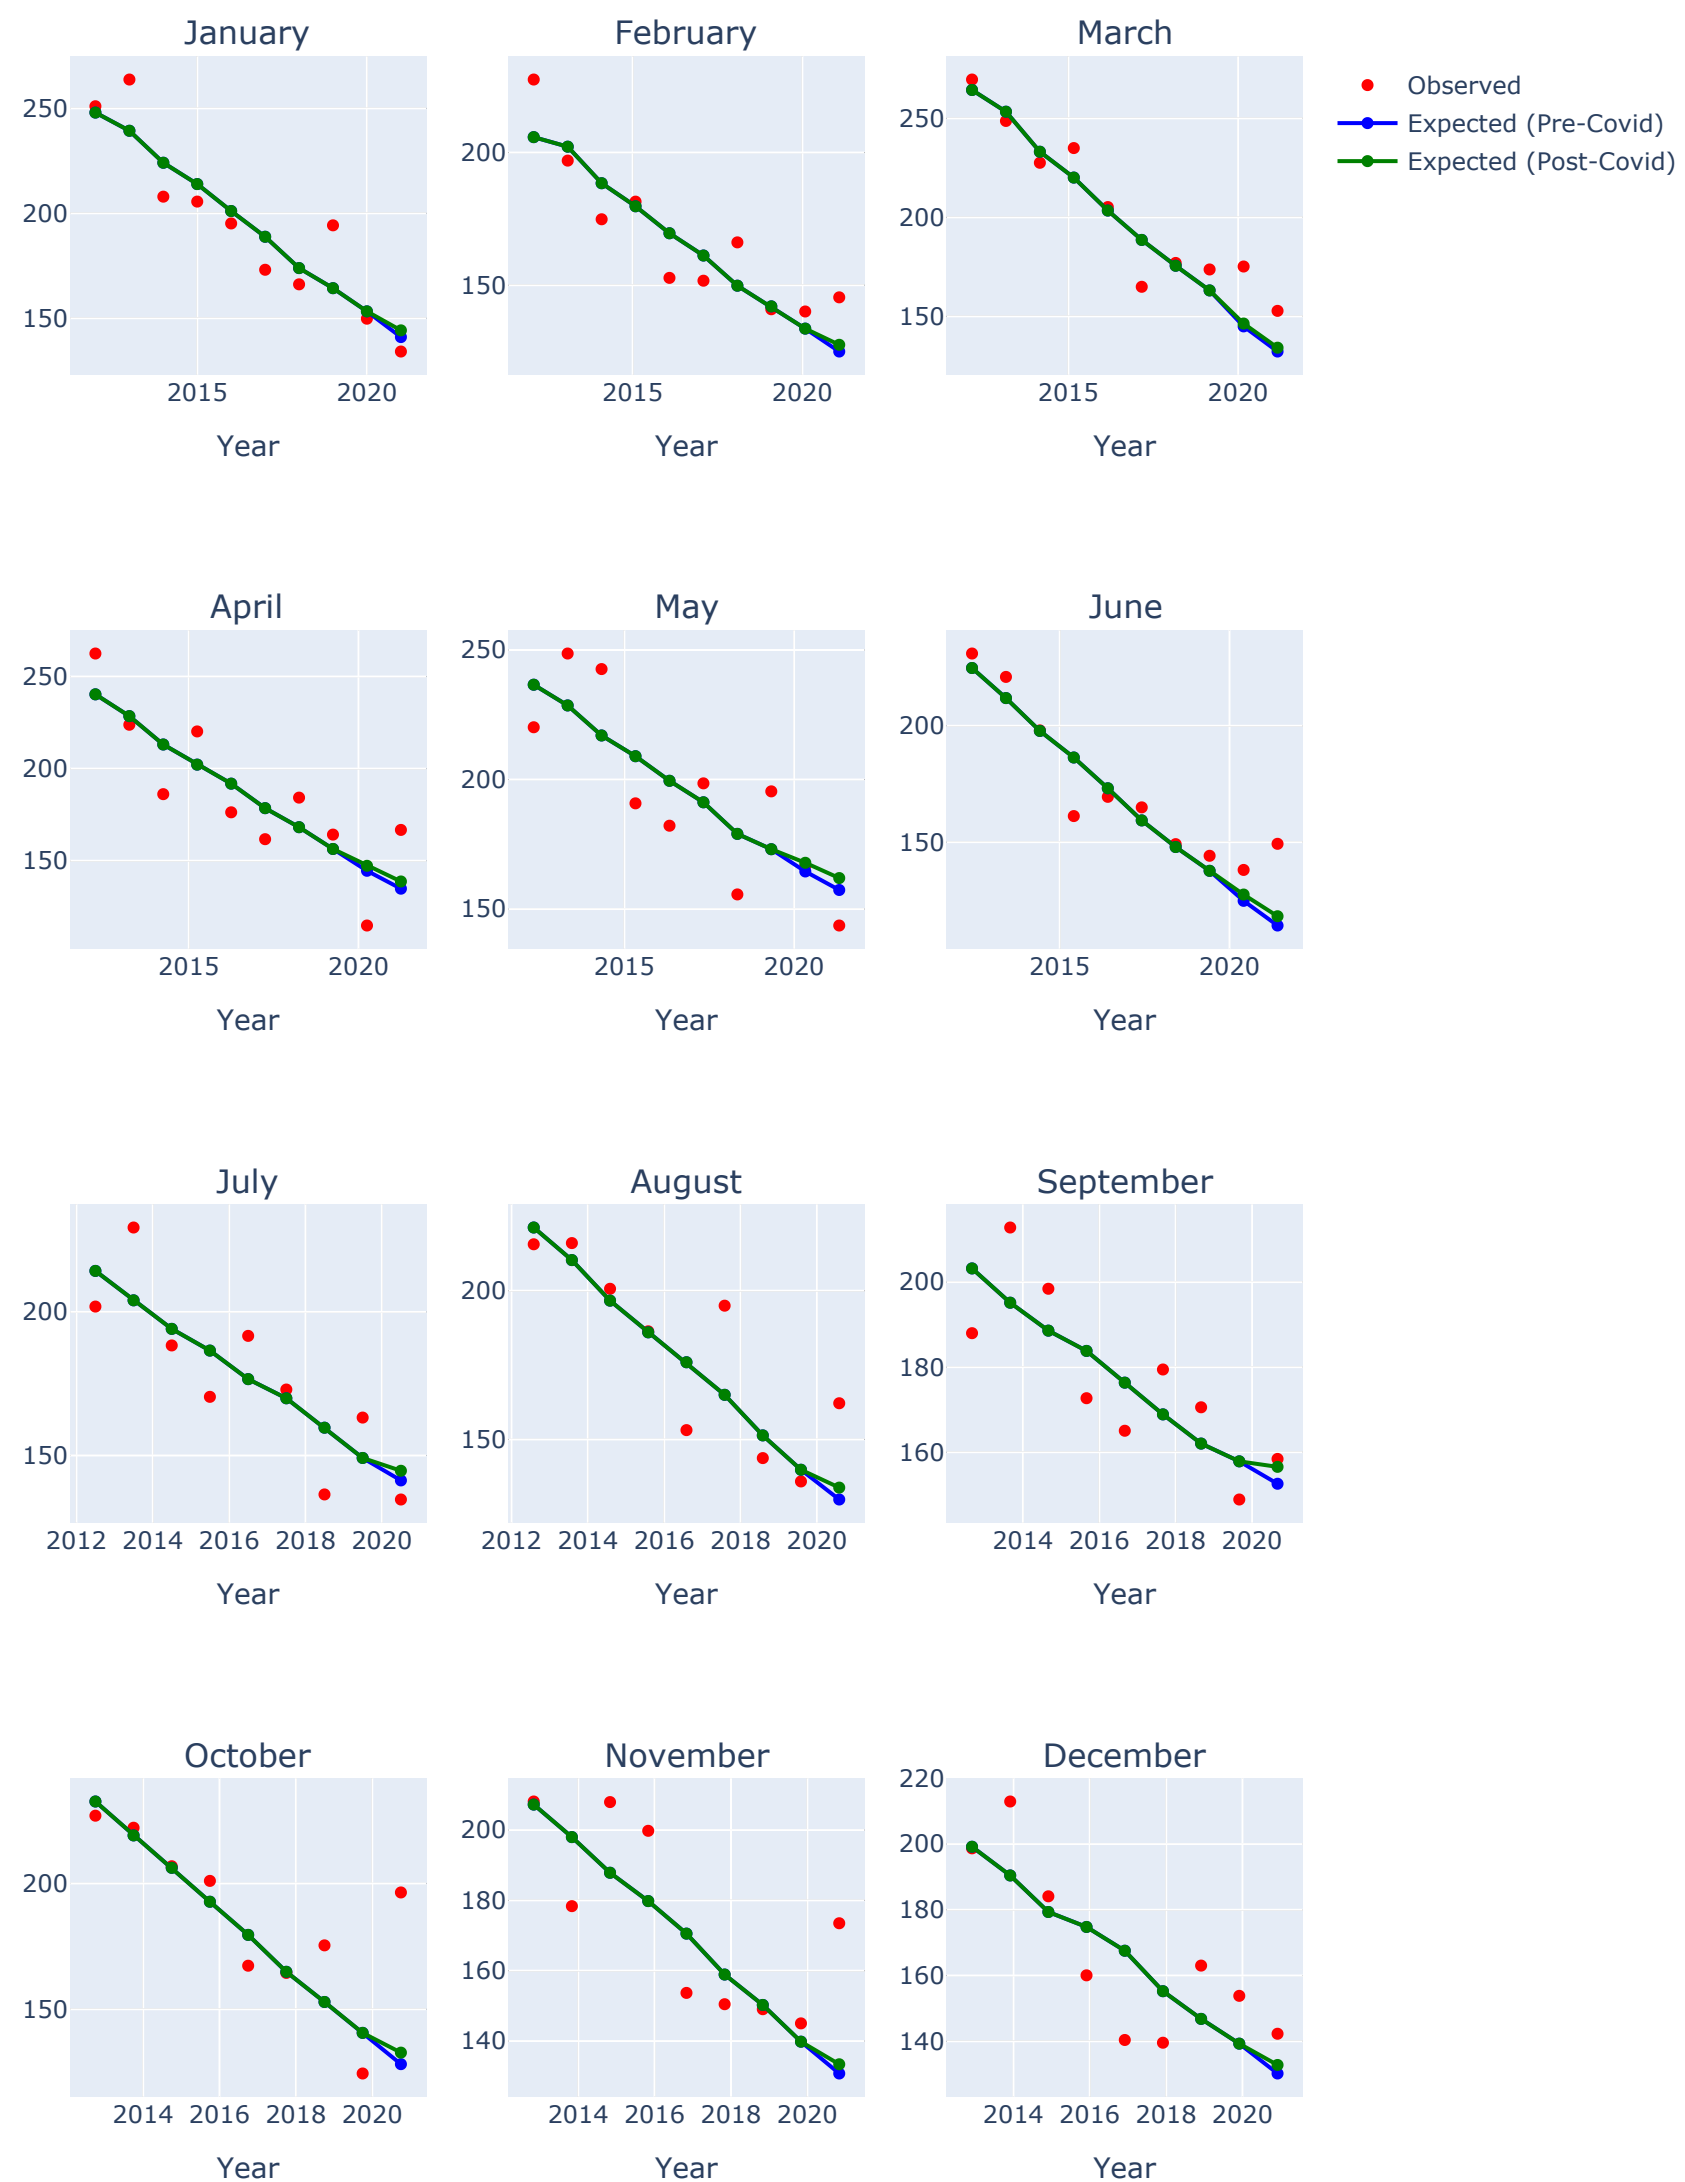 January
February
March
Observed
Expected (Pre-Covid)
Expected (Post-Covid)
250
200
150
2015
2020
Year
200
150
2015
2020
Year
250
200
150
2015
2020
Year
April
May
June
250
200
150
2015
2020
Year
250
200
150
2015
2020
Year
200
150
2015
2020
Year
July
August
September
200
150
2012 2014 2016 2018 2020
Year
200
150
2012 2014 2016 2018 2020
Year
200
180
160
2014 2016 2018 2020
Year
October
November
December
200
150
2014 2016 2018 2020
Year
200
180
160
140
2014 2016 2018 2020
Year
220
200
180
160
140
2014 2016 2018 2020
Year